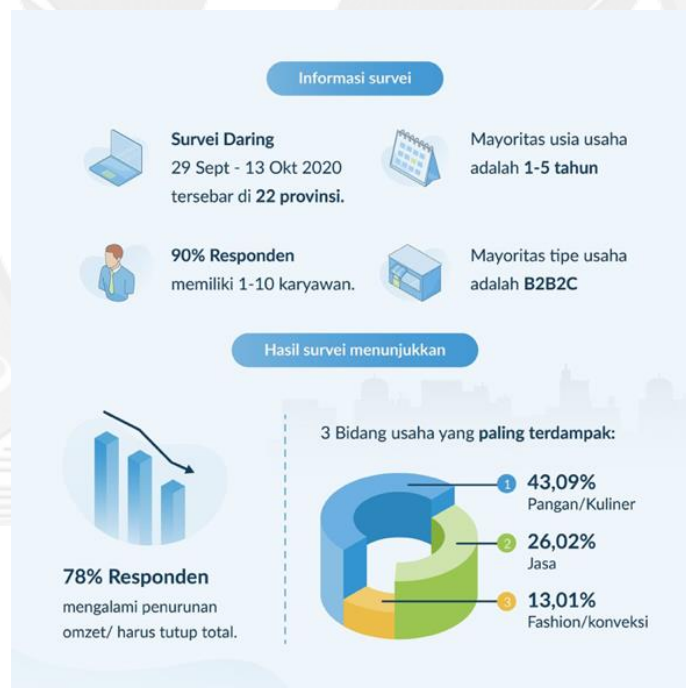 Informasi survei
Survei Daring
29 Sept - 13 Okt 2020
tersebar di 22 provinsi.
Mayoritas usia usaha
adalah 1-5 tahun
90% Responden
memiliki 1-10 karyawan.
Mayoritas tipe usaha
adalah B2B2C
Hasil survei menunjukkan
78% Responden
mengalami penurunan
omzet/ harus tutup total.
3 Bidang usaha yang paling terdampak:
1 43,09%
Pangan/Kuliner
2 26,02%
Jasa
3 13,01%
Fashion/konveksi